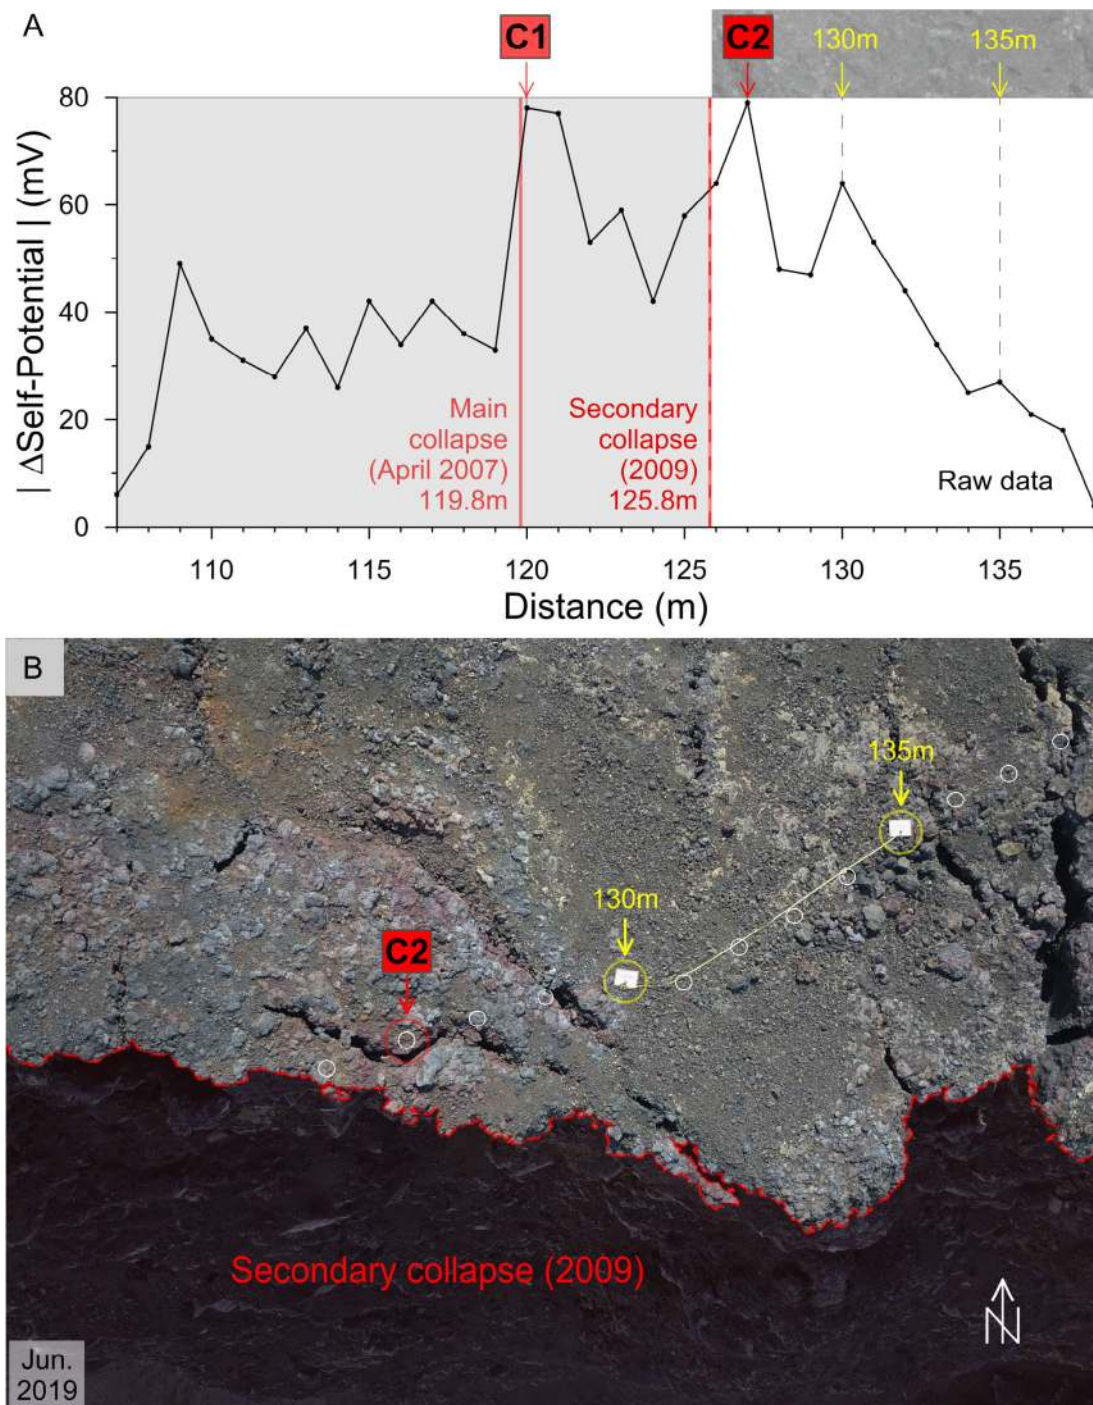 A
C1
C2
130m
135m
80
60
40
20
0
| ΔSelf-Potential | (mV)
Main
collapse
(April 2007)
119.8m
Secondary
collapse
(2009)
125.8m
Raw data
110
115
120
125
130
135
Distance (m)
B
135m
130m
C2
Secondary collapse (2009)
N
Jun.
2019